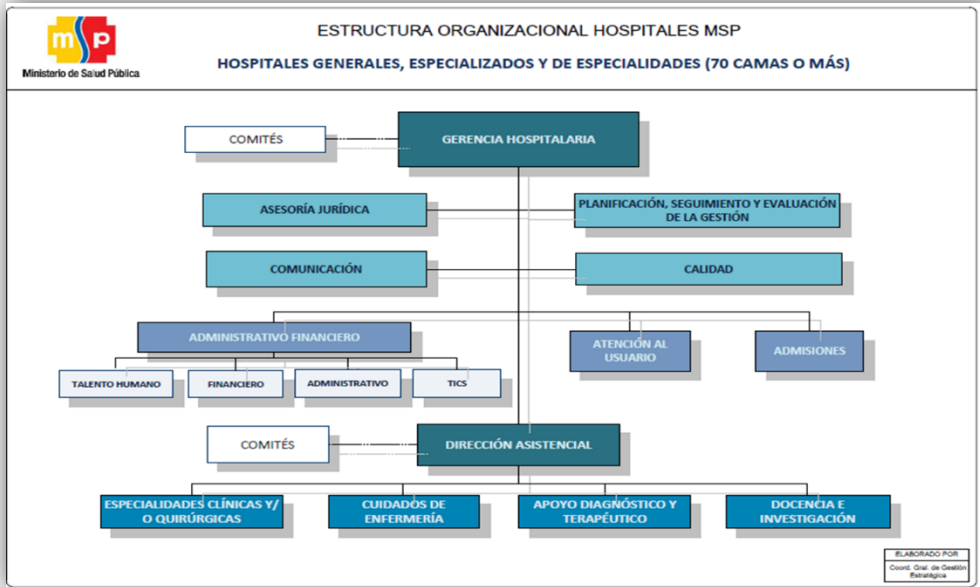 ESTRUCTURA ORGANIZACIONAL HOSPITALES MSP
msp
Ministerio de Salud Pública
HOSPITALES GENERALES, ESPECIALIZADOS Y DE ESPECIALIDADES (70 CAMAS O MÁS)
COMITÉS
GERENCIA HOSPITALARIA
ASESORÍA JURÍDICA
PLANIFICACIÓN, SEGUIMIENTO Y EVALUACIÓN
DE LA GESTIÓN
COMUNICACIÓN
CALIDAD
ADMINISTRATIVO FINANCIERO
ATENCIÓN AL
USUARIO
ADMISIONES
TALENTO HUMANO
FINANCIERO
ADMINISTRATIVO
TICS
COMITÉS
DIRECCIÓN ASISTENCIAL
ESPECIALIDADES CLÍNICAS Y/
O QUIRÚRGICAS
CUIDADOS DE
ENFERMERÍA
APOYO DIAGNÓSTICO Y
TERAPÉUTICO
DOCENCIA E
INVESTIGACIÓN
ELABORADO POR
Coord. Gral. de Gestión
Estratégica